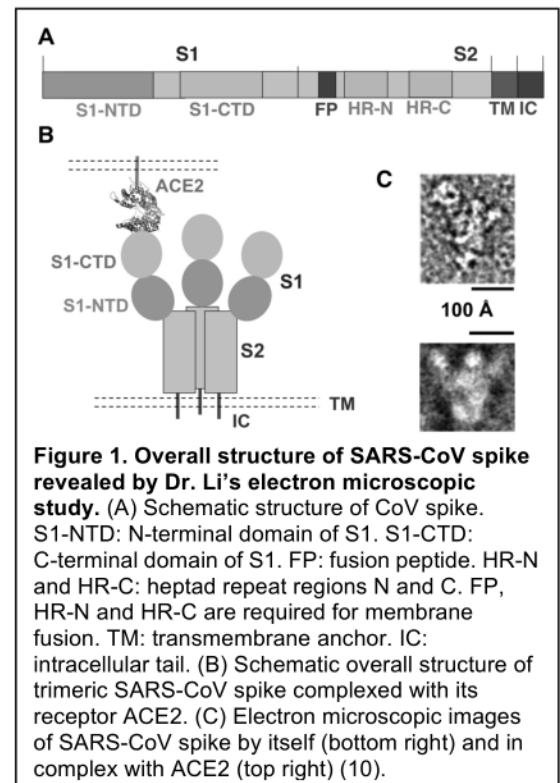 A
S1 S2
S1-NTD S1-CTD FP HR-N HR-C TM IC
B
ACE2
C
S1-CTD
S1-NTD
S1
100 Å
S2
TM
IC
Figure 1. Overall structure of SARS-CoV spike
revealed by Dr. Li's electron microscopic
study. (A) Schematic structure of CoV spike.
S1-NTD: N-terminal domain of S1. S1-CTD:
C-terminal domain of S1. FP: fusion peptide. HR-N
and HR-C: heptad repeat regions N and C. FP,
HR-N and HR-C are required for membrane
fusion. TM: transmembrane anchor. IC:
intracellular tail. (B) Schematic overall structure of
trimeric SARS-CoV spike complexed with its
receptor ACE2. (C) Electron microscopic images
of SARS-CoV spike by itself (bottom right) and in
complex with ACE2 (top right) (10).